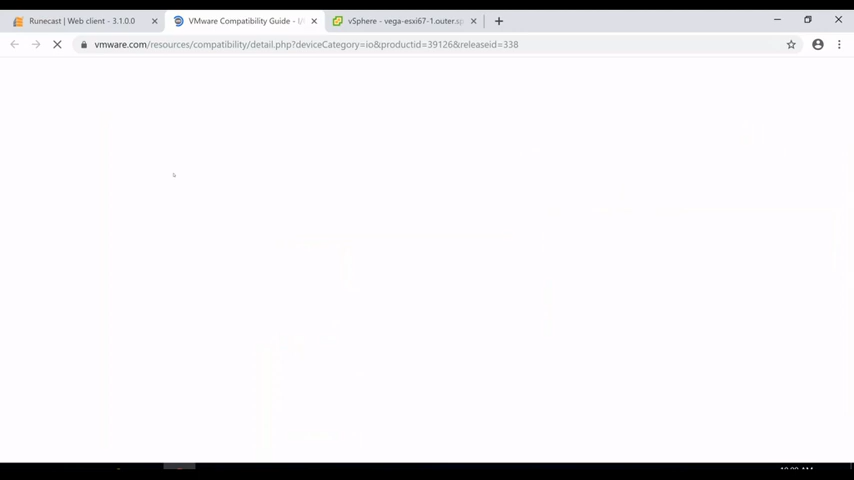 Runecast | Web client - 3.1.0.0
VMware Compatibility Guide - I/
vSphere - vega-esxi67-1.outer.sp
vmware.com/resources/compatibility/detail.php?deviceCategory=io&productid=39126&releaseid=338